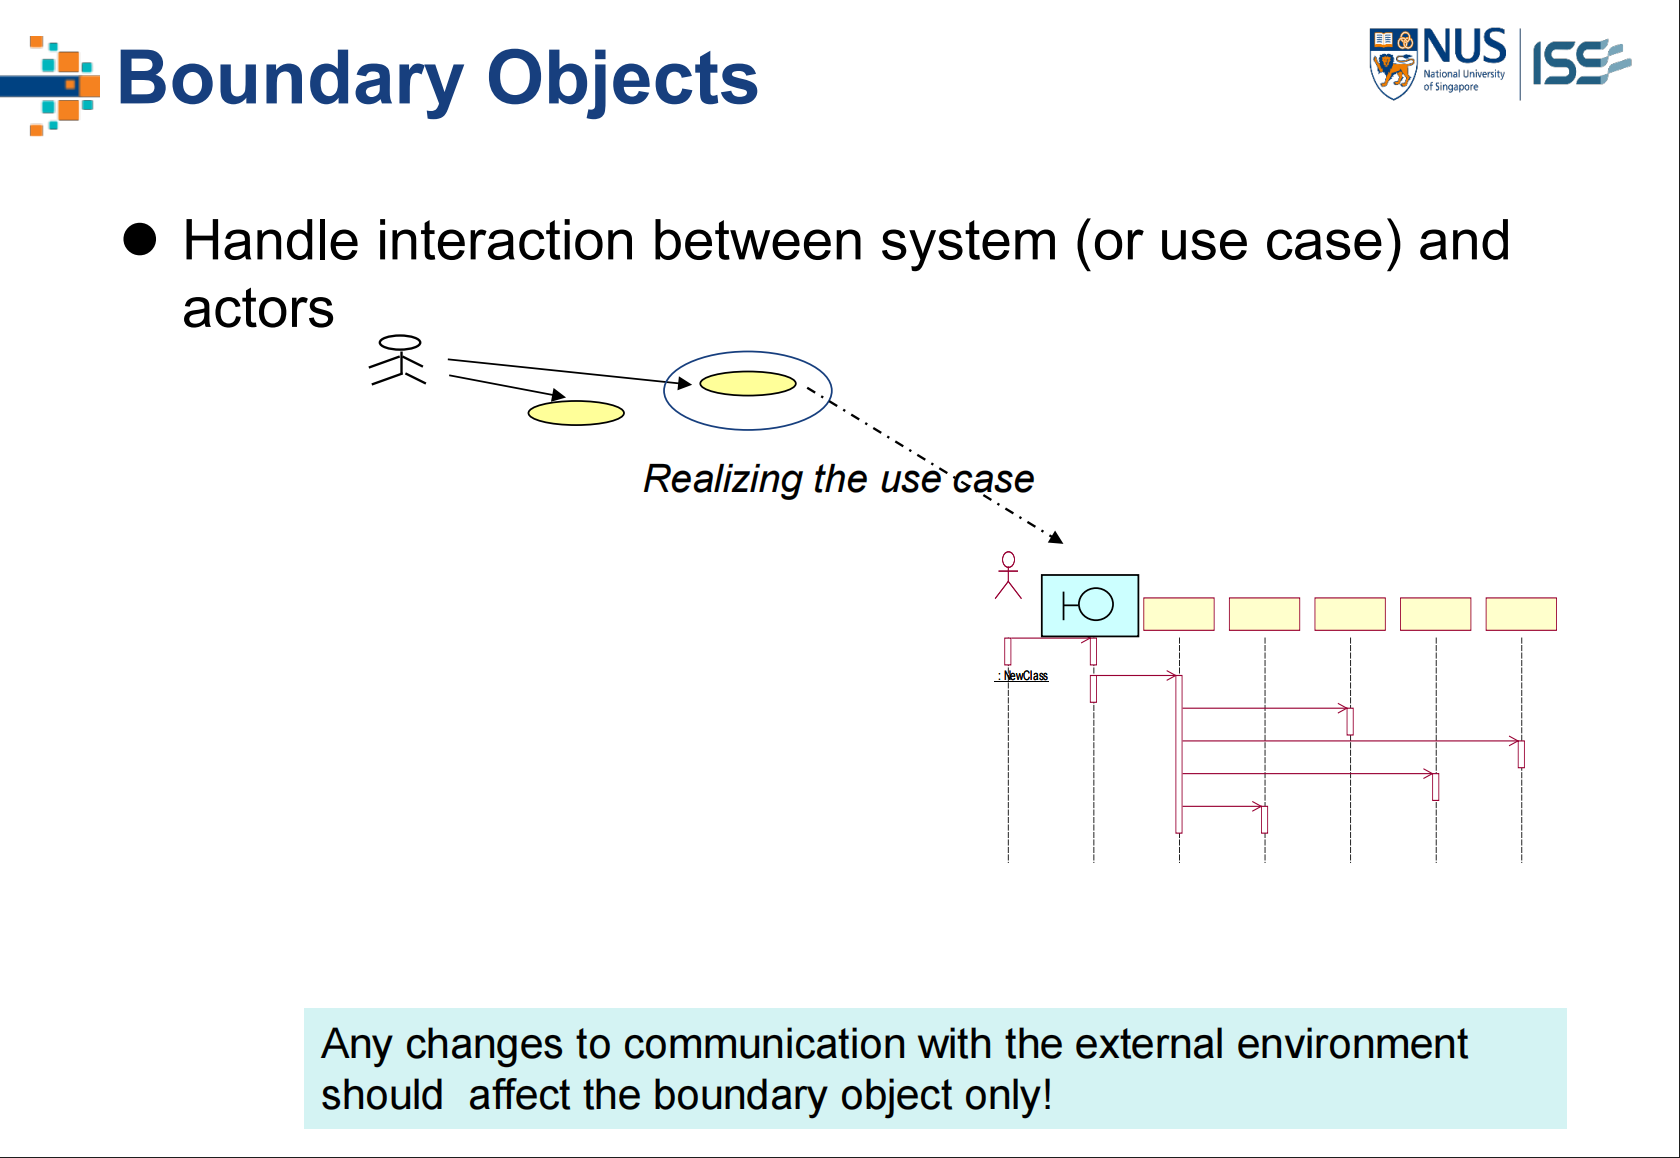 Boundary Objects
NUS
National University
of Singapore
ISS
Handle interaction between system (or use case) and
actors
Realizing the use case
: NewClass
Any changes to communication with the external environment
should affect the boundary object only!